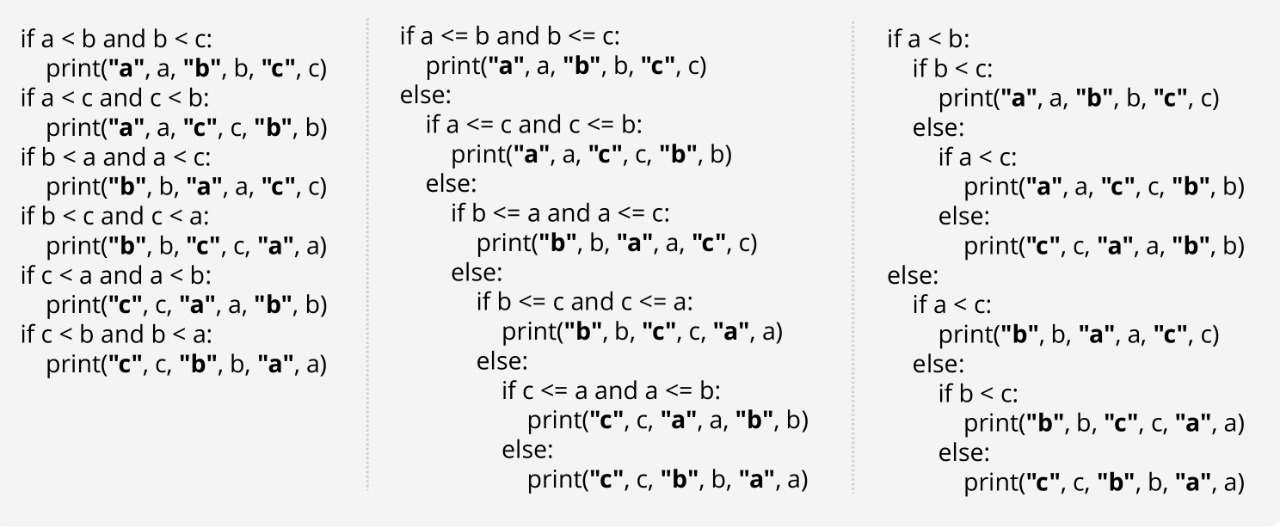 if a < b and b < c:
    print("a", a, "b", b, "c", c)
if a < c and c < b:
    print("a", a, "c", c, "b", b)
if b < a and a < c:
    print("b", b, "a", a, "c", c)
if b < c and c < a:
    print("b", b, "c", c, "a", a)
if c < a and a < b:
    print("c", c, "a", a, "b", b)
if c < b and b < a:
    print("c", c, "b", b, "a", a)
if a <= b and b <= c:
    print("a", a, "b", b, "c", c)
else:
    if a <= c and c <= b:
        print("a", a, "c", c, "b", b)
    else:
        if b <= a and a <= c:
            print("b", b, "a", a, "c", c)
        else:
            if b <= c and c <= a:
                print("b", b, "c", c, "a", a)
            else:
                if c <= a and a <= b:
                    print("c", c, "a", a, "b", b)
                else:
                    print("c", c, "b", b, "a", a)
if a < b:
    if b < c:
        print("a", a, "b", b, "c", c)
    else:
        if a < c:
            print("a", a, "c", c, "b", b)
        else:
            print("c", c, "a", a, "b", b)
else:
    if a < c:
        print("b", b, "a", a, "c", c)
    else:
        if b < c:
            print("b", b, "c", c, "a", a)
        else:
            print("c", c, "b", b, "a", a)